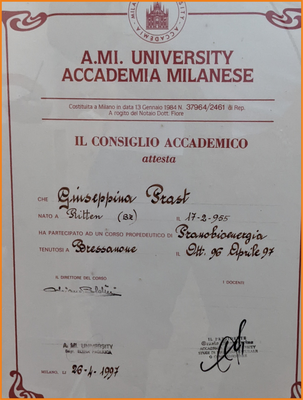 A.MI. UNIVERSITY
ACCADEMIA MILANESE
Costituita a Milano in data 13 Gennaio 1984 N. 37964/2461 di Rep.
A rogito del Notaio Dott. Fiore
IL CONSIGLIO ACCADEMICO
attesta
CHE Giuseppina Prast
NATO A Ritten (BZ) IL 17-2-955
HA PARTECIPATO AD UN CORSO PROPEDEUTICO DI Pranobioenergia
TENUTOSI A Bressanone IL Ott. 96 Aprile 97
IL DIRETTORE DEL CORSO
I DOCENTI
A. MI UNIVERSITY
IL PRESIDENTE
MILANO, LI 26-4-1997